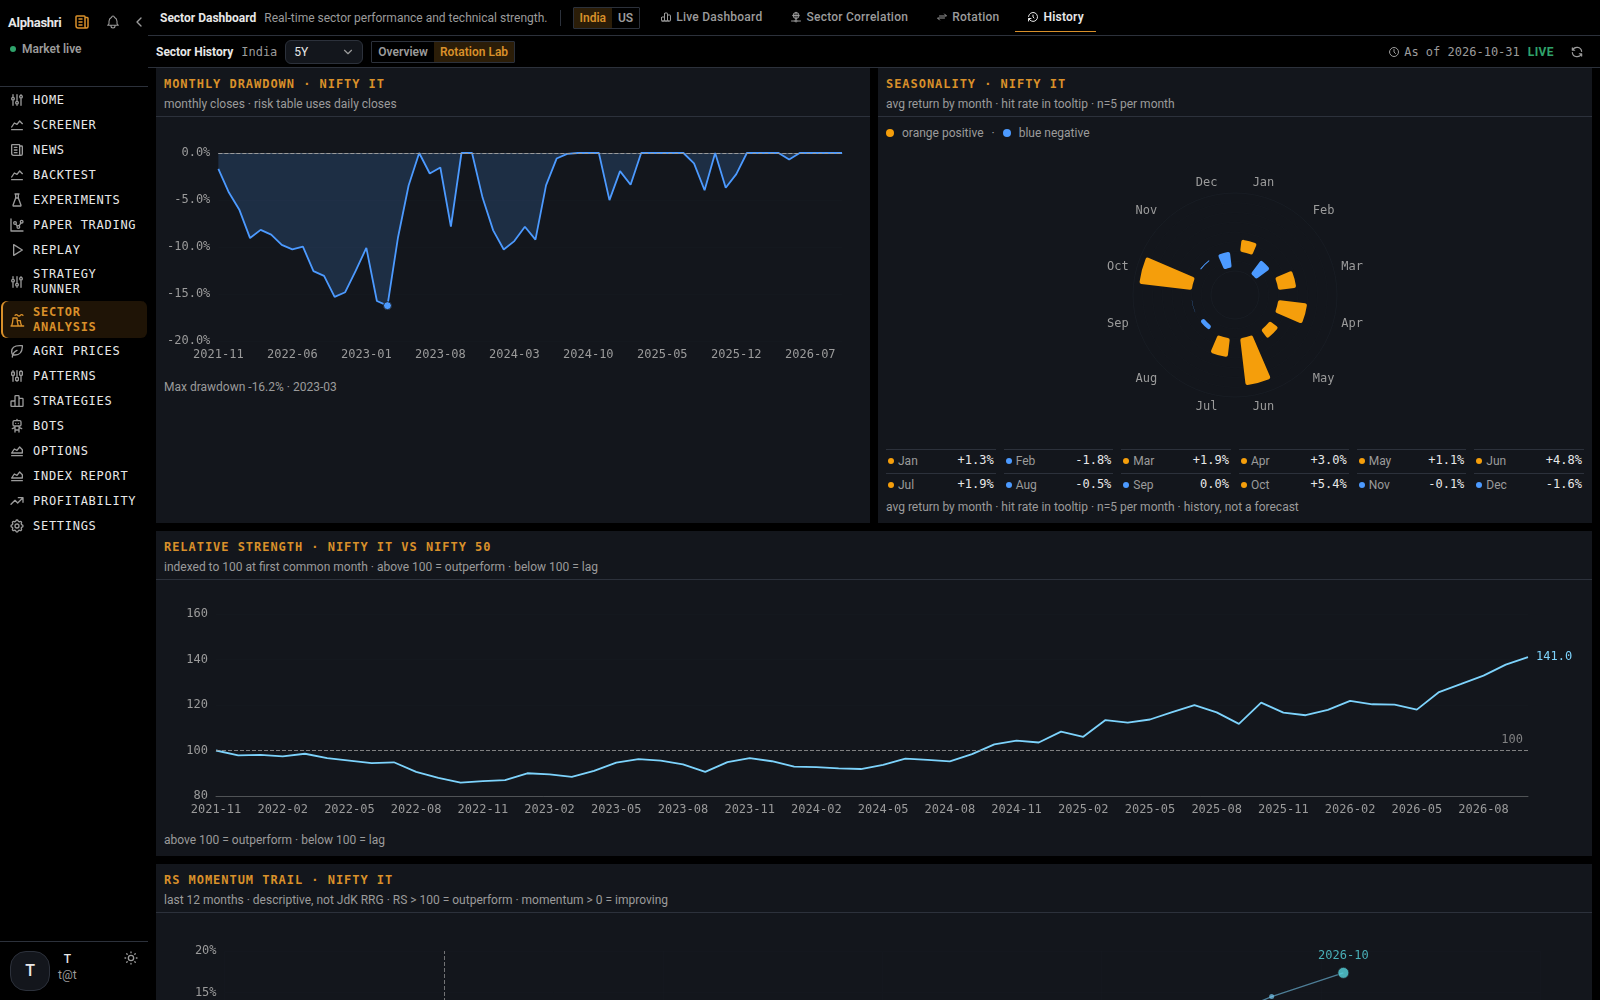 Alphashri
Market live
HOME
SCREENER
NEWS
BACKTEST
EXPERIMENTS
PAPER TRADING
REPLAY
STRATEGY
RUNNER
SECTOR
ANALYSIS
AGRI PRICES
PATTERNS
STRATEGIES
BOTS
OPTIONS
INDEX REPORT
PROFITABILITY
SETTINGS
T
T
t@t
Sector Dashboard Real-time sector performance and technical strength. India US Live Dashboard Sector Correlation Rotation History
Sector History India 5Y Overview Rotation Lab As of 2026-10-31 LIVE
MONTHLY DRAWDOWN · NIFTY IT
monthly closes · risk table uses daily closes
0.0%
-5.0%
-10.0%
-15.0%
-20.0%
2021-11 2022-06 2023-01 2023-08 2024-03 2024-10 2025-05 2025-12 2026-07
Max drawdown -16.2% · 2023-03
SEASONALITY · NIFTY IT
avg return by month · hit rate in tooltip · n=5 per month
orange positive · blue negative
Dec Jan
Nov Feb
Oct Mar
Sep Apr
Aug May
Jul Jun
Jan +1.3% Feb -1.8% Mar +1.9% Apr +3.0% May +1.1% Jun +4.8%
Jul +1.9% Aug -0.5% Sep 0.0% Oct +5.4% Nov -0.1% Dec -1.6%
avg return by month · hit rate in tooltip · n=5 per month · history, not a forecast
RELATIVE STRENGTH · NIFTY IT VS NIFTY 50
indexed to 100 at first common month · above 100 = outperform · below 100 = lag
160
140
120
100
80
141.0
100
2021-11 2022-02 2022-05 2022-08 2022-11 2023-02 2023-05 2023-08 2023-11 2024-02 2024-05 2024-08 2024-11 2025-02 2025-05 2025-08 2025-11 2026-02 2026-05 2026-08
above 100 = outperform · below 100 = lag
RS MOMENTUM TRAIL · NIFTY IT
last 12 months · descriptive, not JdK RRG · RS > 100 = outperform · momentum > 0 = improving
20%
15%
2026-10